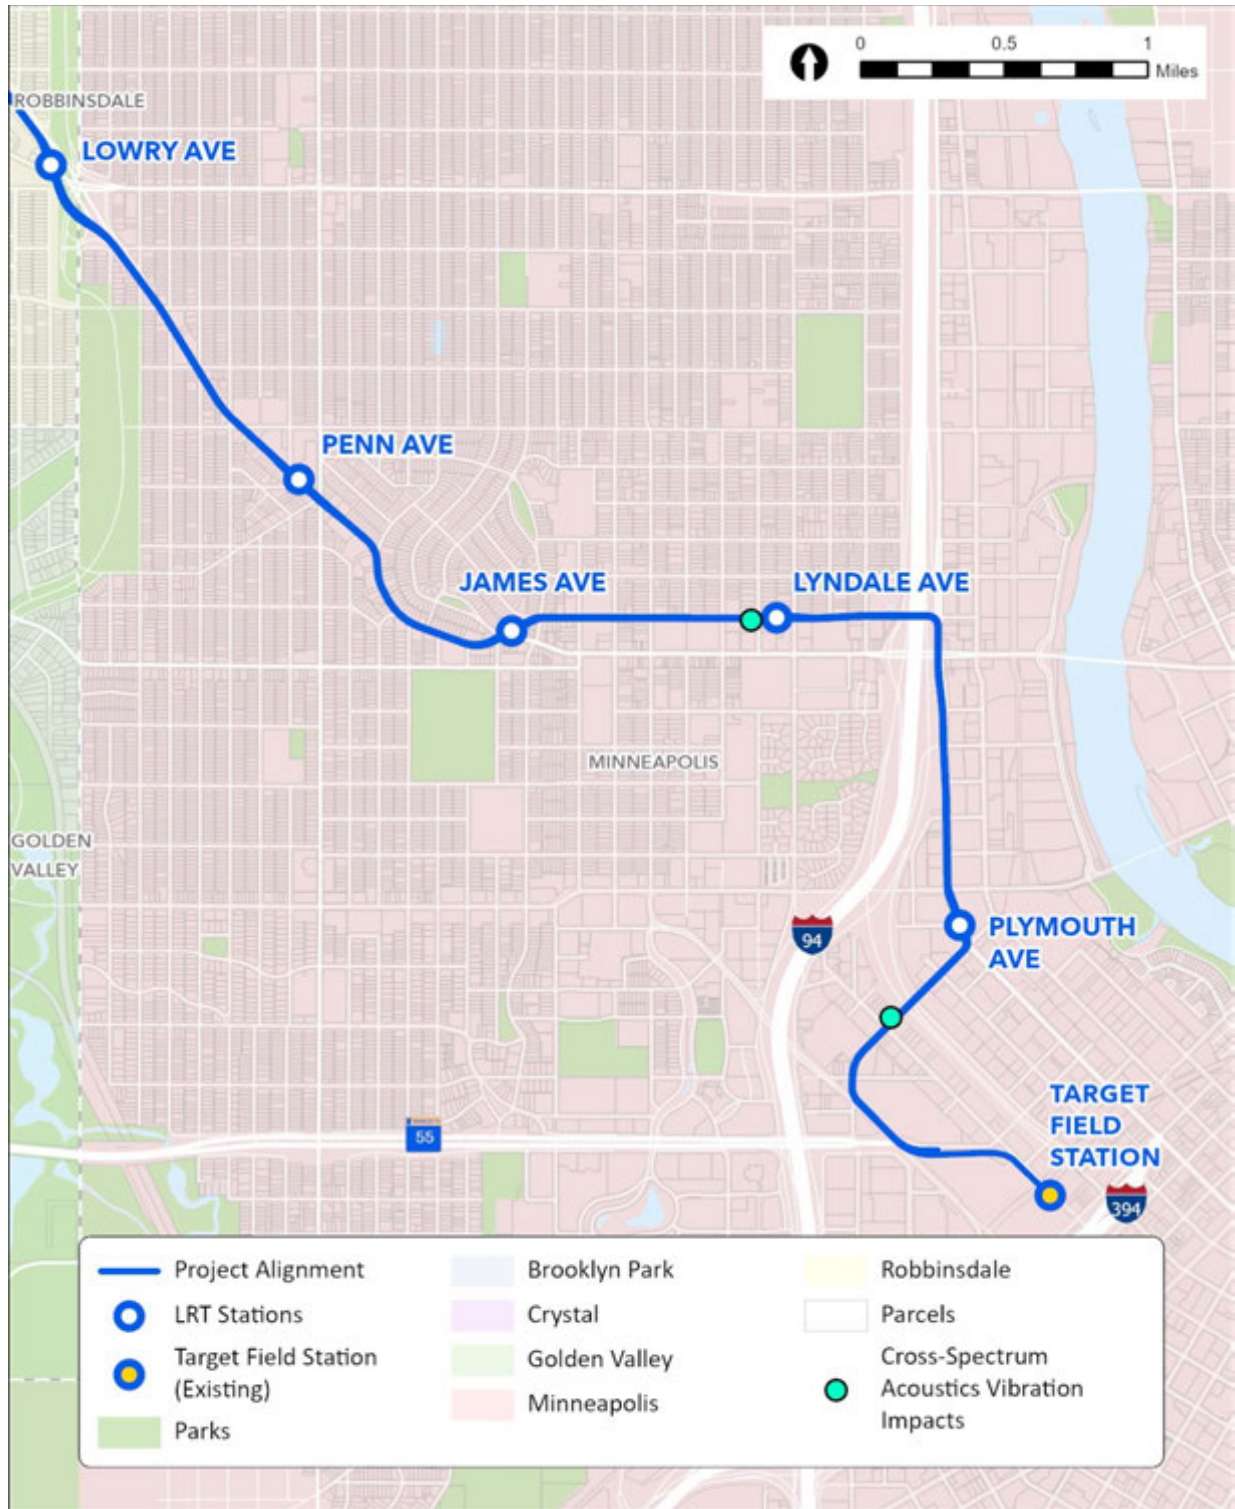 0 0.5 1
Miles
ROBBINSDALE
LOWRY AVE
PENN AVE
JAMES AVE
LYNDALE AVE
MINNEAPOLIS
GOLDEN
VALLEY
94
PLYMOUTH
AVE
TARGET
FIELD
STATION
55
394
Project Alignment
LRT Stations
Target Field Station
(Existing)
Parks
Brooklyn Park
Crystal
Golden Valley
Minneapolis
Robbinsdale
Parcels
Cross-Spectrum
Acoustics Vibration
Impacts